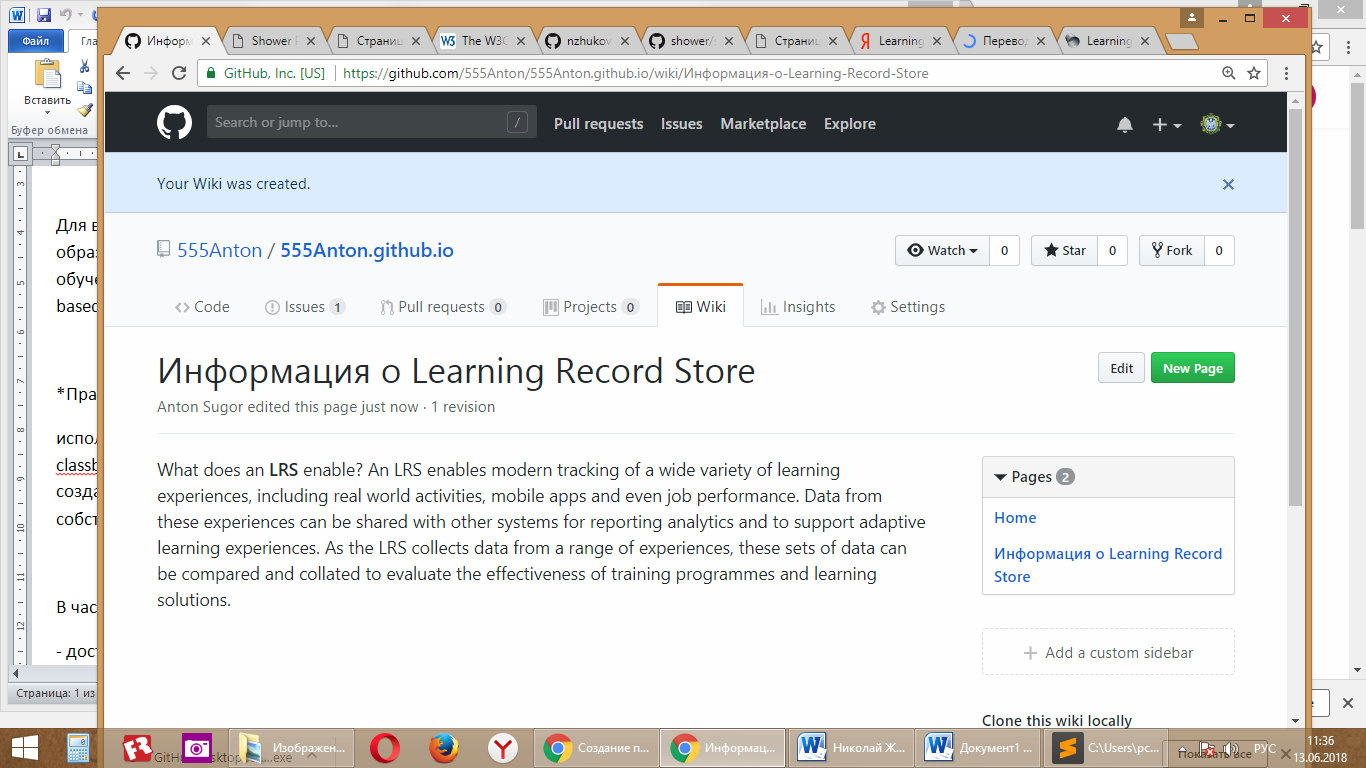 Информ
Shower
Страниц
The W3C
nzhukov
shower/
Страниц
Learning
Перевод
Learning
Файл
Гла
Вставить
Буфер обмена
GitHub, Inc. [US]
https://github.com/555Anton/555Anton.github.io/wiki/Информация-о-Learning-Record-Store
Search or jump to...
/
Pull requests
Issues
Marketplace
Explore
Your Wiki was created.
555Anton / 555Anton.github.io
Watch 0
Star 0
Fork 0
Code
Issues 1
Pull requests 0
Projects 0
Wiki
Insights
Settings
Информация о Learning Record Store
Edit
New Page
Anton Sugor edited this page just now · 1 revision
What does an LRS enable? An LRS enables modern tracking of a wide variety of learning
experiences, including real world activities, mobile apps and even job performance. Data from
these experiences can be shared with other systems for reporting analytics and to support adaptive
learning experiences. As the LRS collects data from a range of experiences, these sets of data can
be compared and collated to evaluate the effectiveness of training programmes and learning
solutions.
Pages 2
Home
Информация о Learning Record
Store
Add a custom sidebar
Clone this wiki locally
Для в
образ
обуче
based
*Пра
испол
classb
созда
собст
В час
- дост
Страница: 1 из
Изображен...
Создание п...
Информац...
Николай Ж...
Документ1 ...
C:\Users\pc...
РУС
11:36
13.06.2018
Показать все